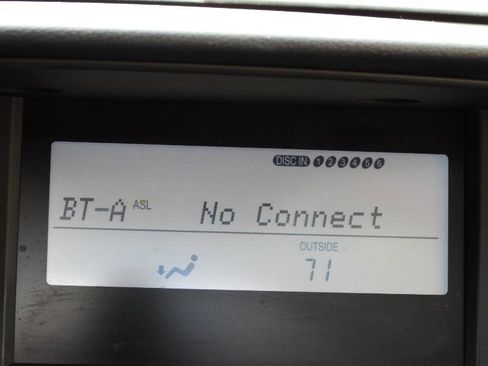 DISC IN 1 2 3 4 5 6
BT-A ASL No Connect
OUTSIDE
71